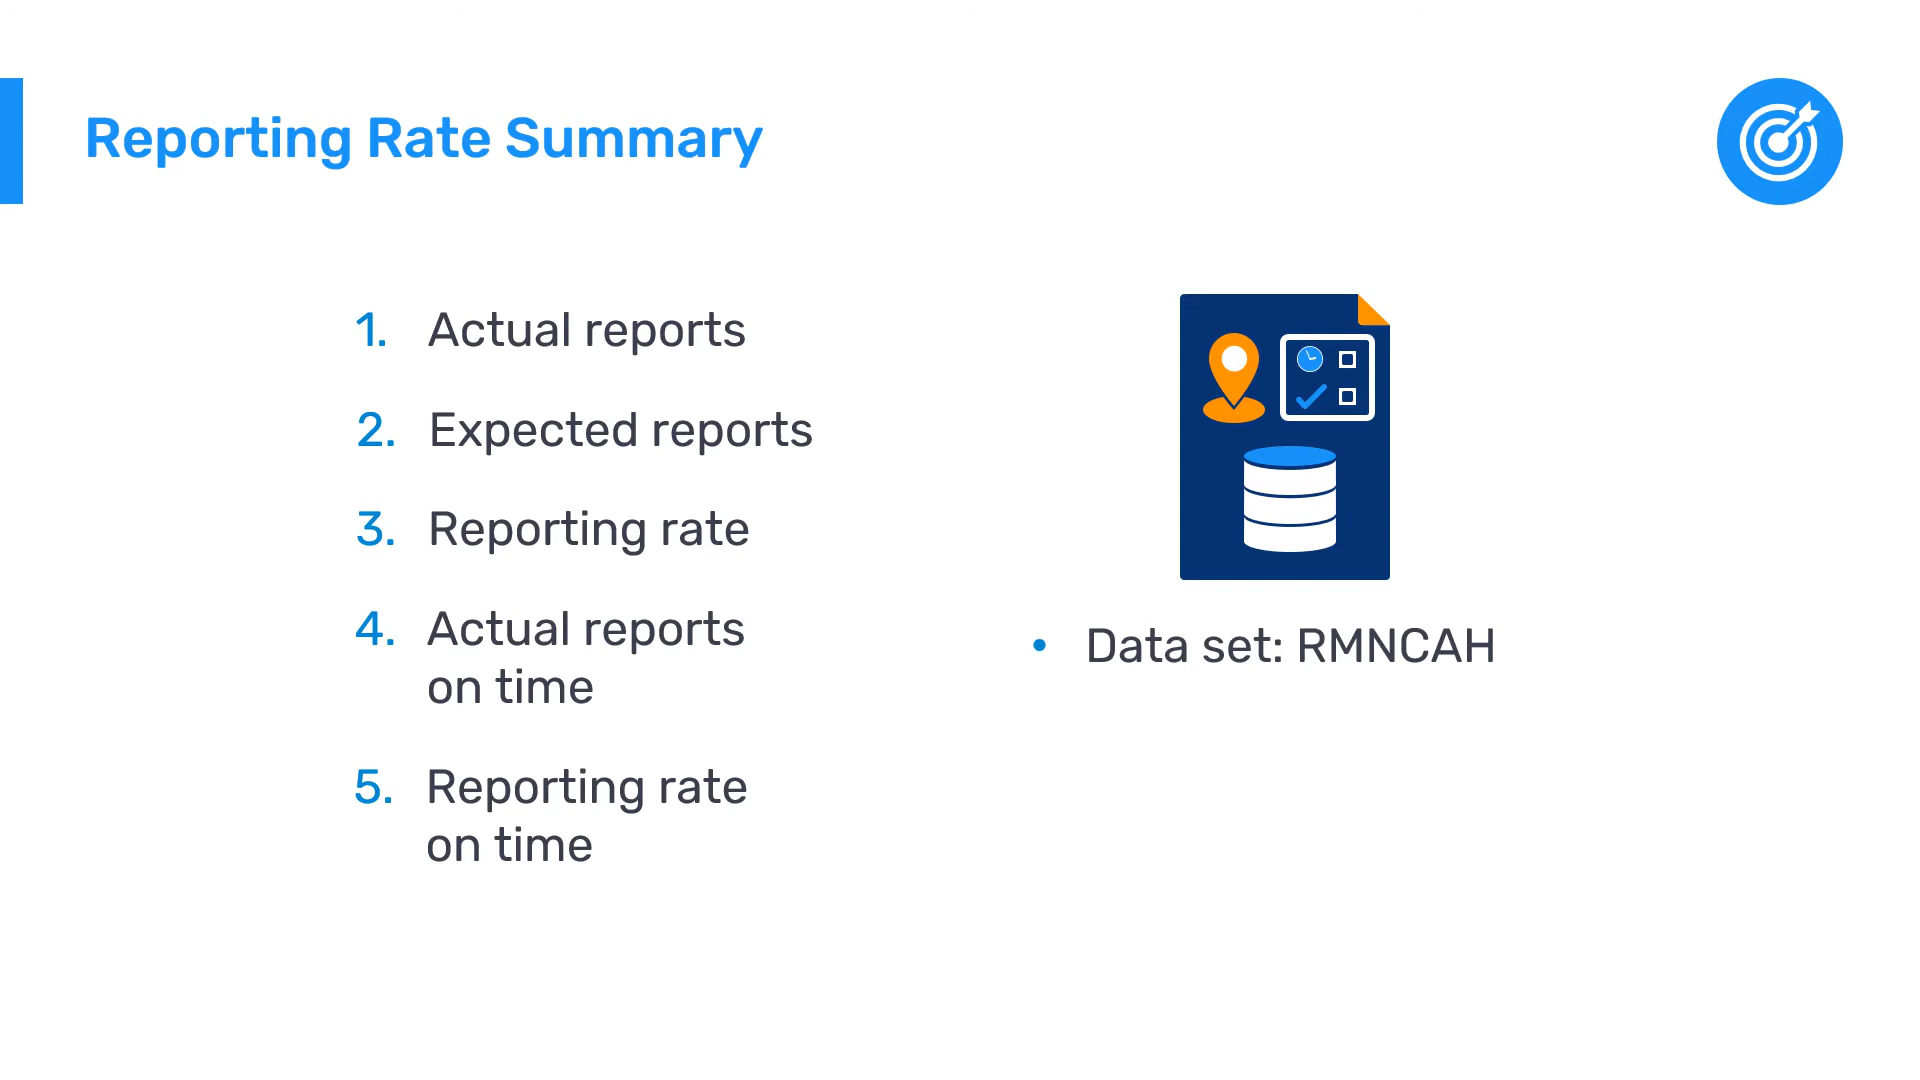 Reporting Rate Summary
1. Actual reports
2. Expected reports
3. Reporting rate
4. Actual reports
on time
5. Reporting rate
on time
• Data set: RMNCAH